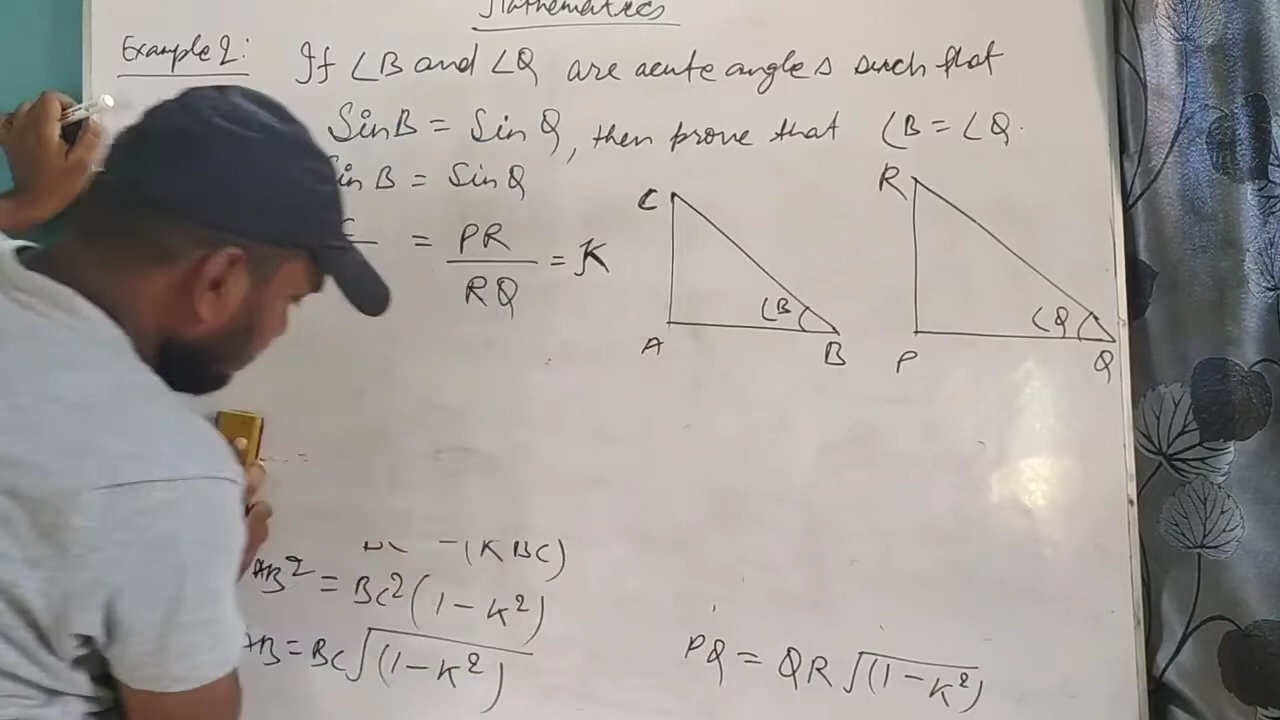 Mathematics
Example 2: If ∠B and ∠Q are acute angles such that
Sin B = Sin Q, then prove that ∠B = ∠Q.
Sin B = Sin Q
= PR / RQ = K
C
A
B
∠B
R
P
Q
∠Q
-(KBC)
AB² = BC²(1-K²)
AB = BC√(1-K²)
PQ = QR√(1-K²)